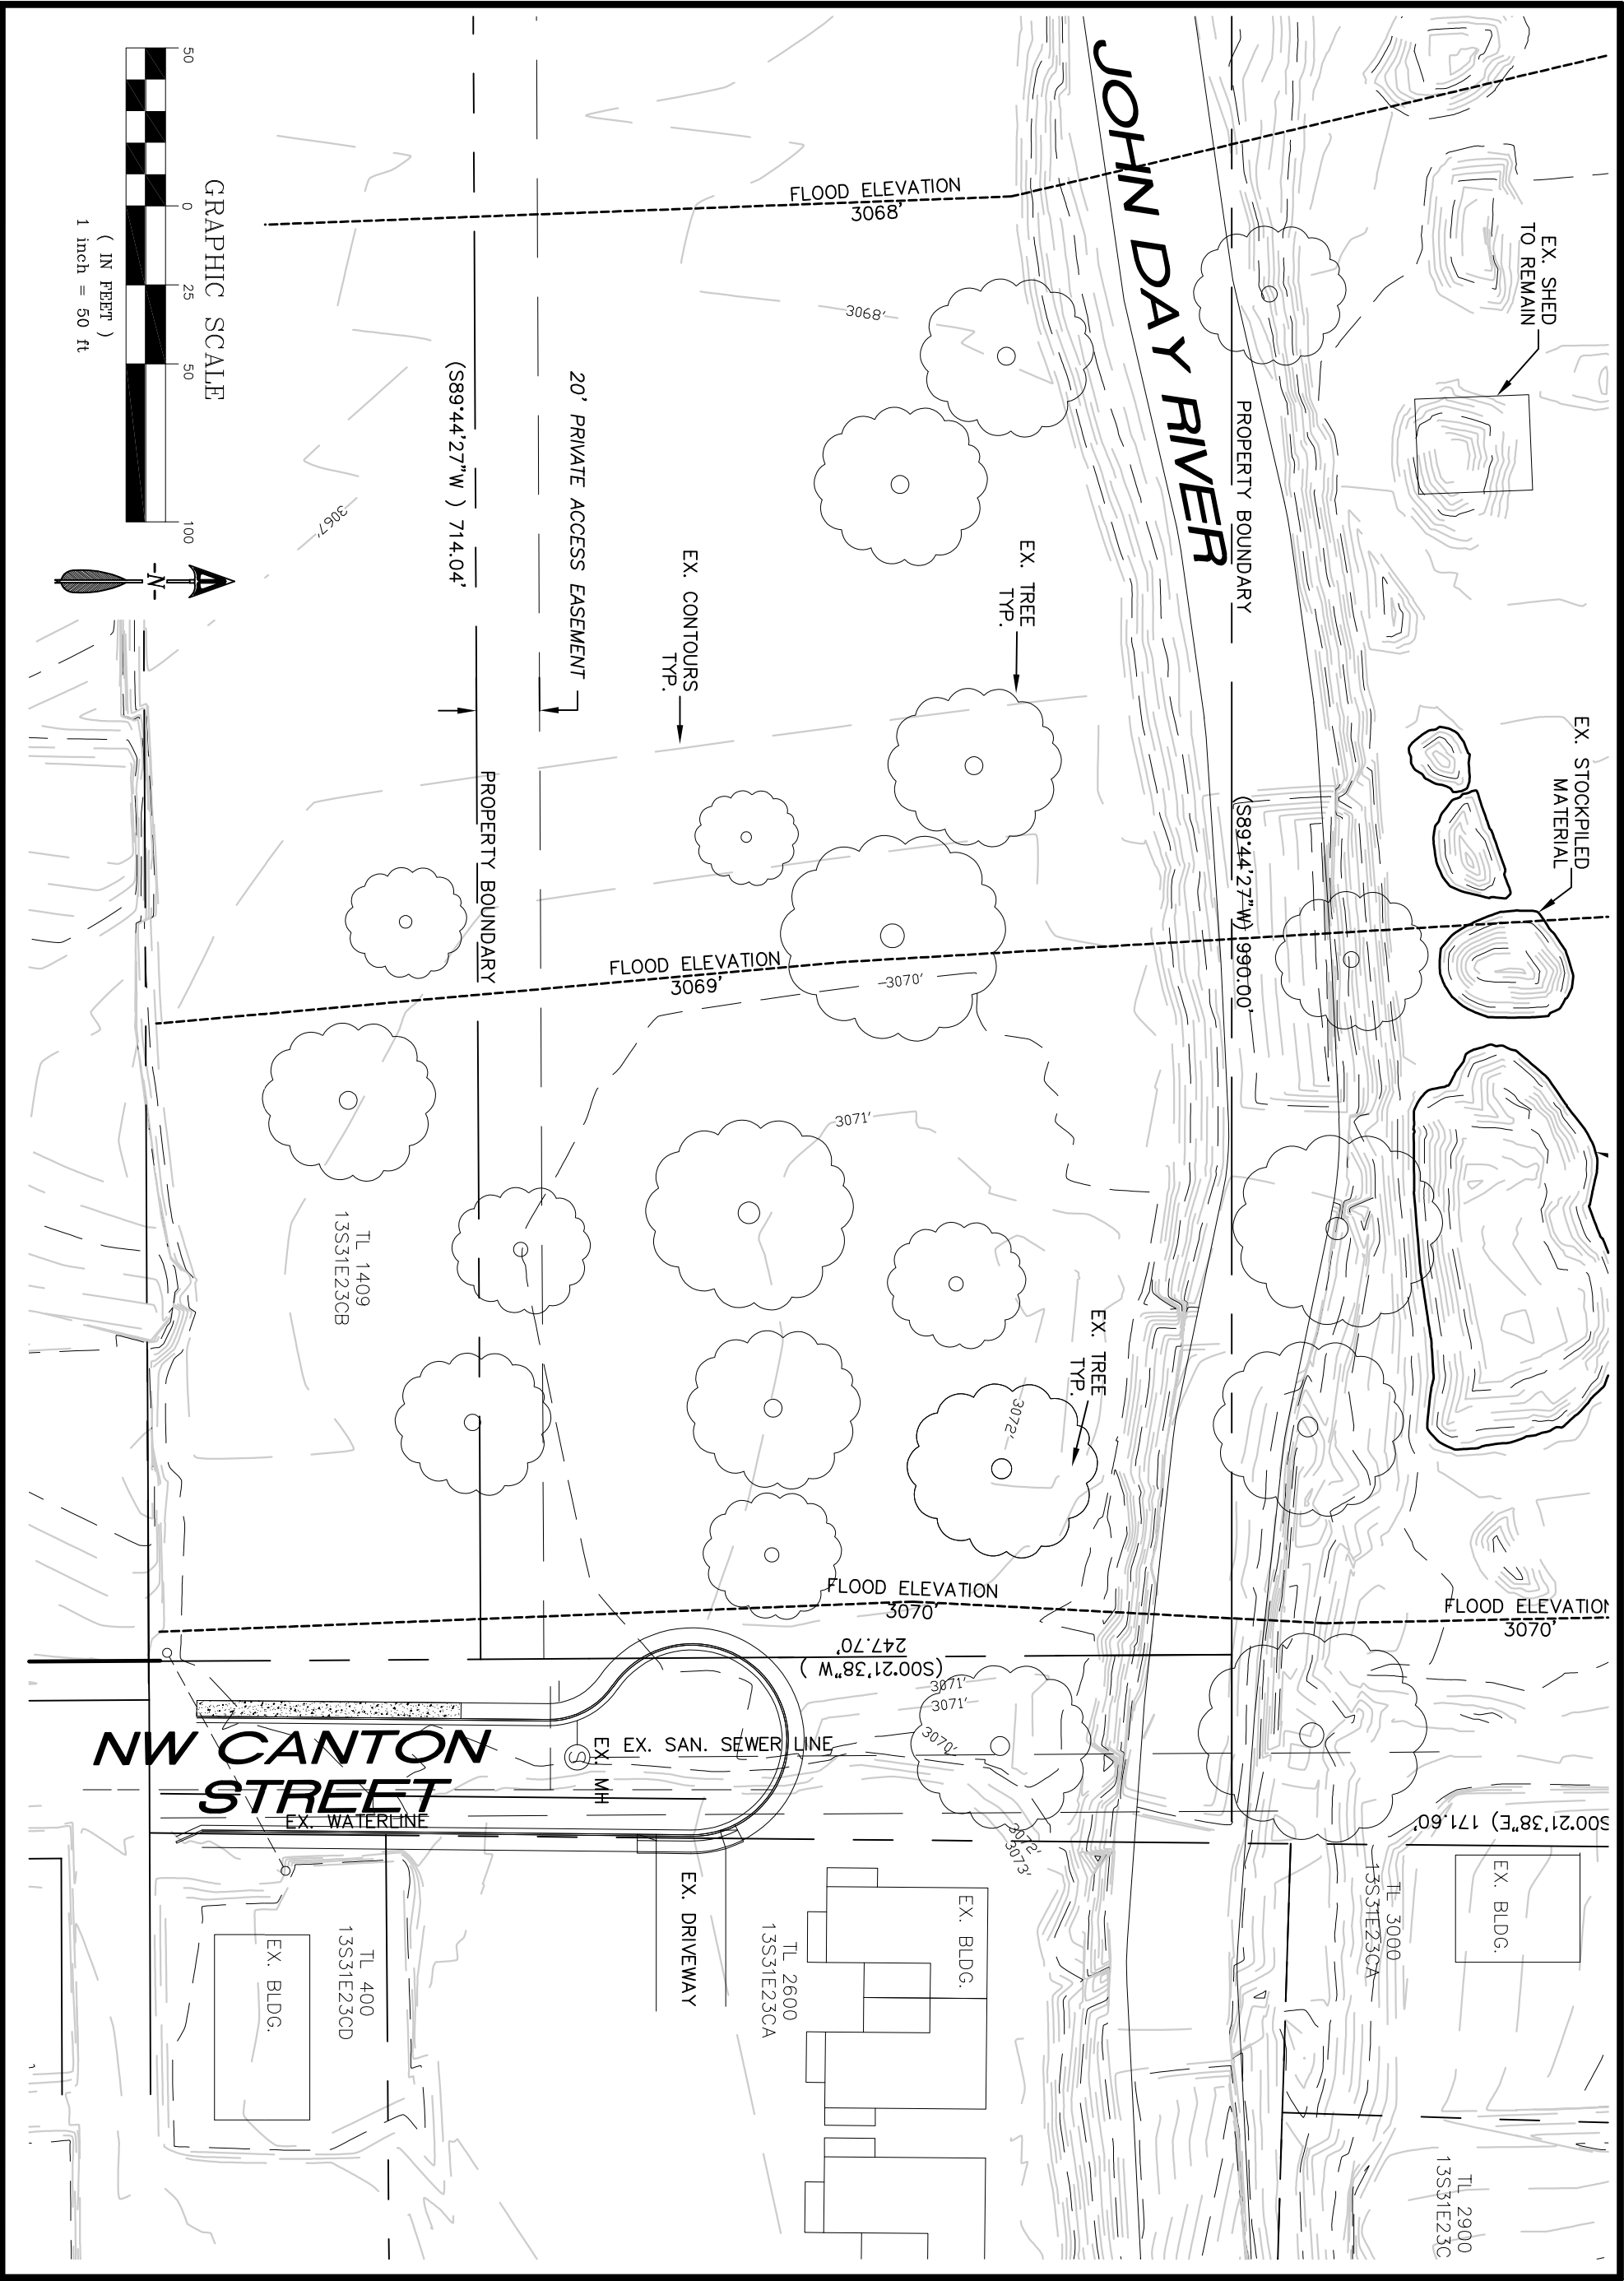 JOHN DAY RIVER
EX. SHED
TO REMAIN
EX. STOCKPILED
MATERIAL
PROPERTY BOUNDARY
(S89°44'27"W) 990.00'
FLOOD ELEVATION
3068'
3068'
EX. TREE
TYP.
EX. CONTOURS
TYP.
20' PRIVATE ACCESS EASEMENT
(S89°44'27"W ) 714.04'
PROPERTY BOUNDARY
3067'
GRAPHIC SCALE
50
0
25
50
100
( IN FEET )
1 inch = 50 ft
-N-
FLOOD ELEVATION
3069'
3070'
3071'
TL 1409
13S31E23CB
EX. TREE
TYP.
3072'
FLOOD ELEVATION
3070'
FLOOD ELEVATION
3070'
(S00°21'38"W )
247.70'
3071'
3071'
3070'
3072'
3073'
NW CANTON
STREET
EX. SAN. SEWER LINE
EX. MH
S
EX. WATERLINE
EX. DRIVEWAY
S00°21'38"E) 171.60'
TL 3000
13S31E23CA
EX. BLDG.
EX. BLDG.
TL 2600
13S31E23CA
TL 400
13S31E23CD
EX. BLDG.
TL 2900
13S31E23C